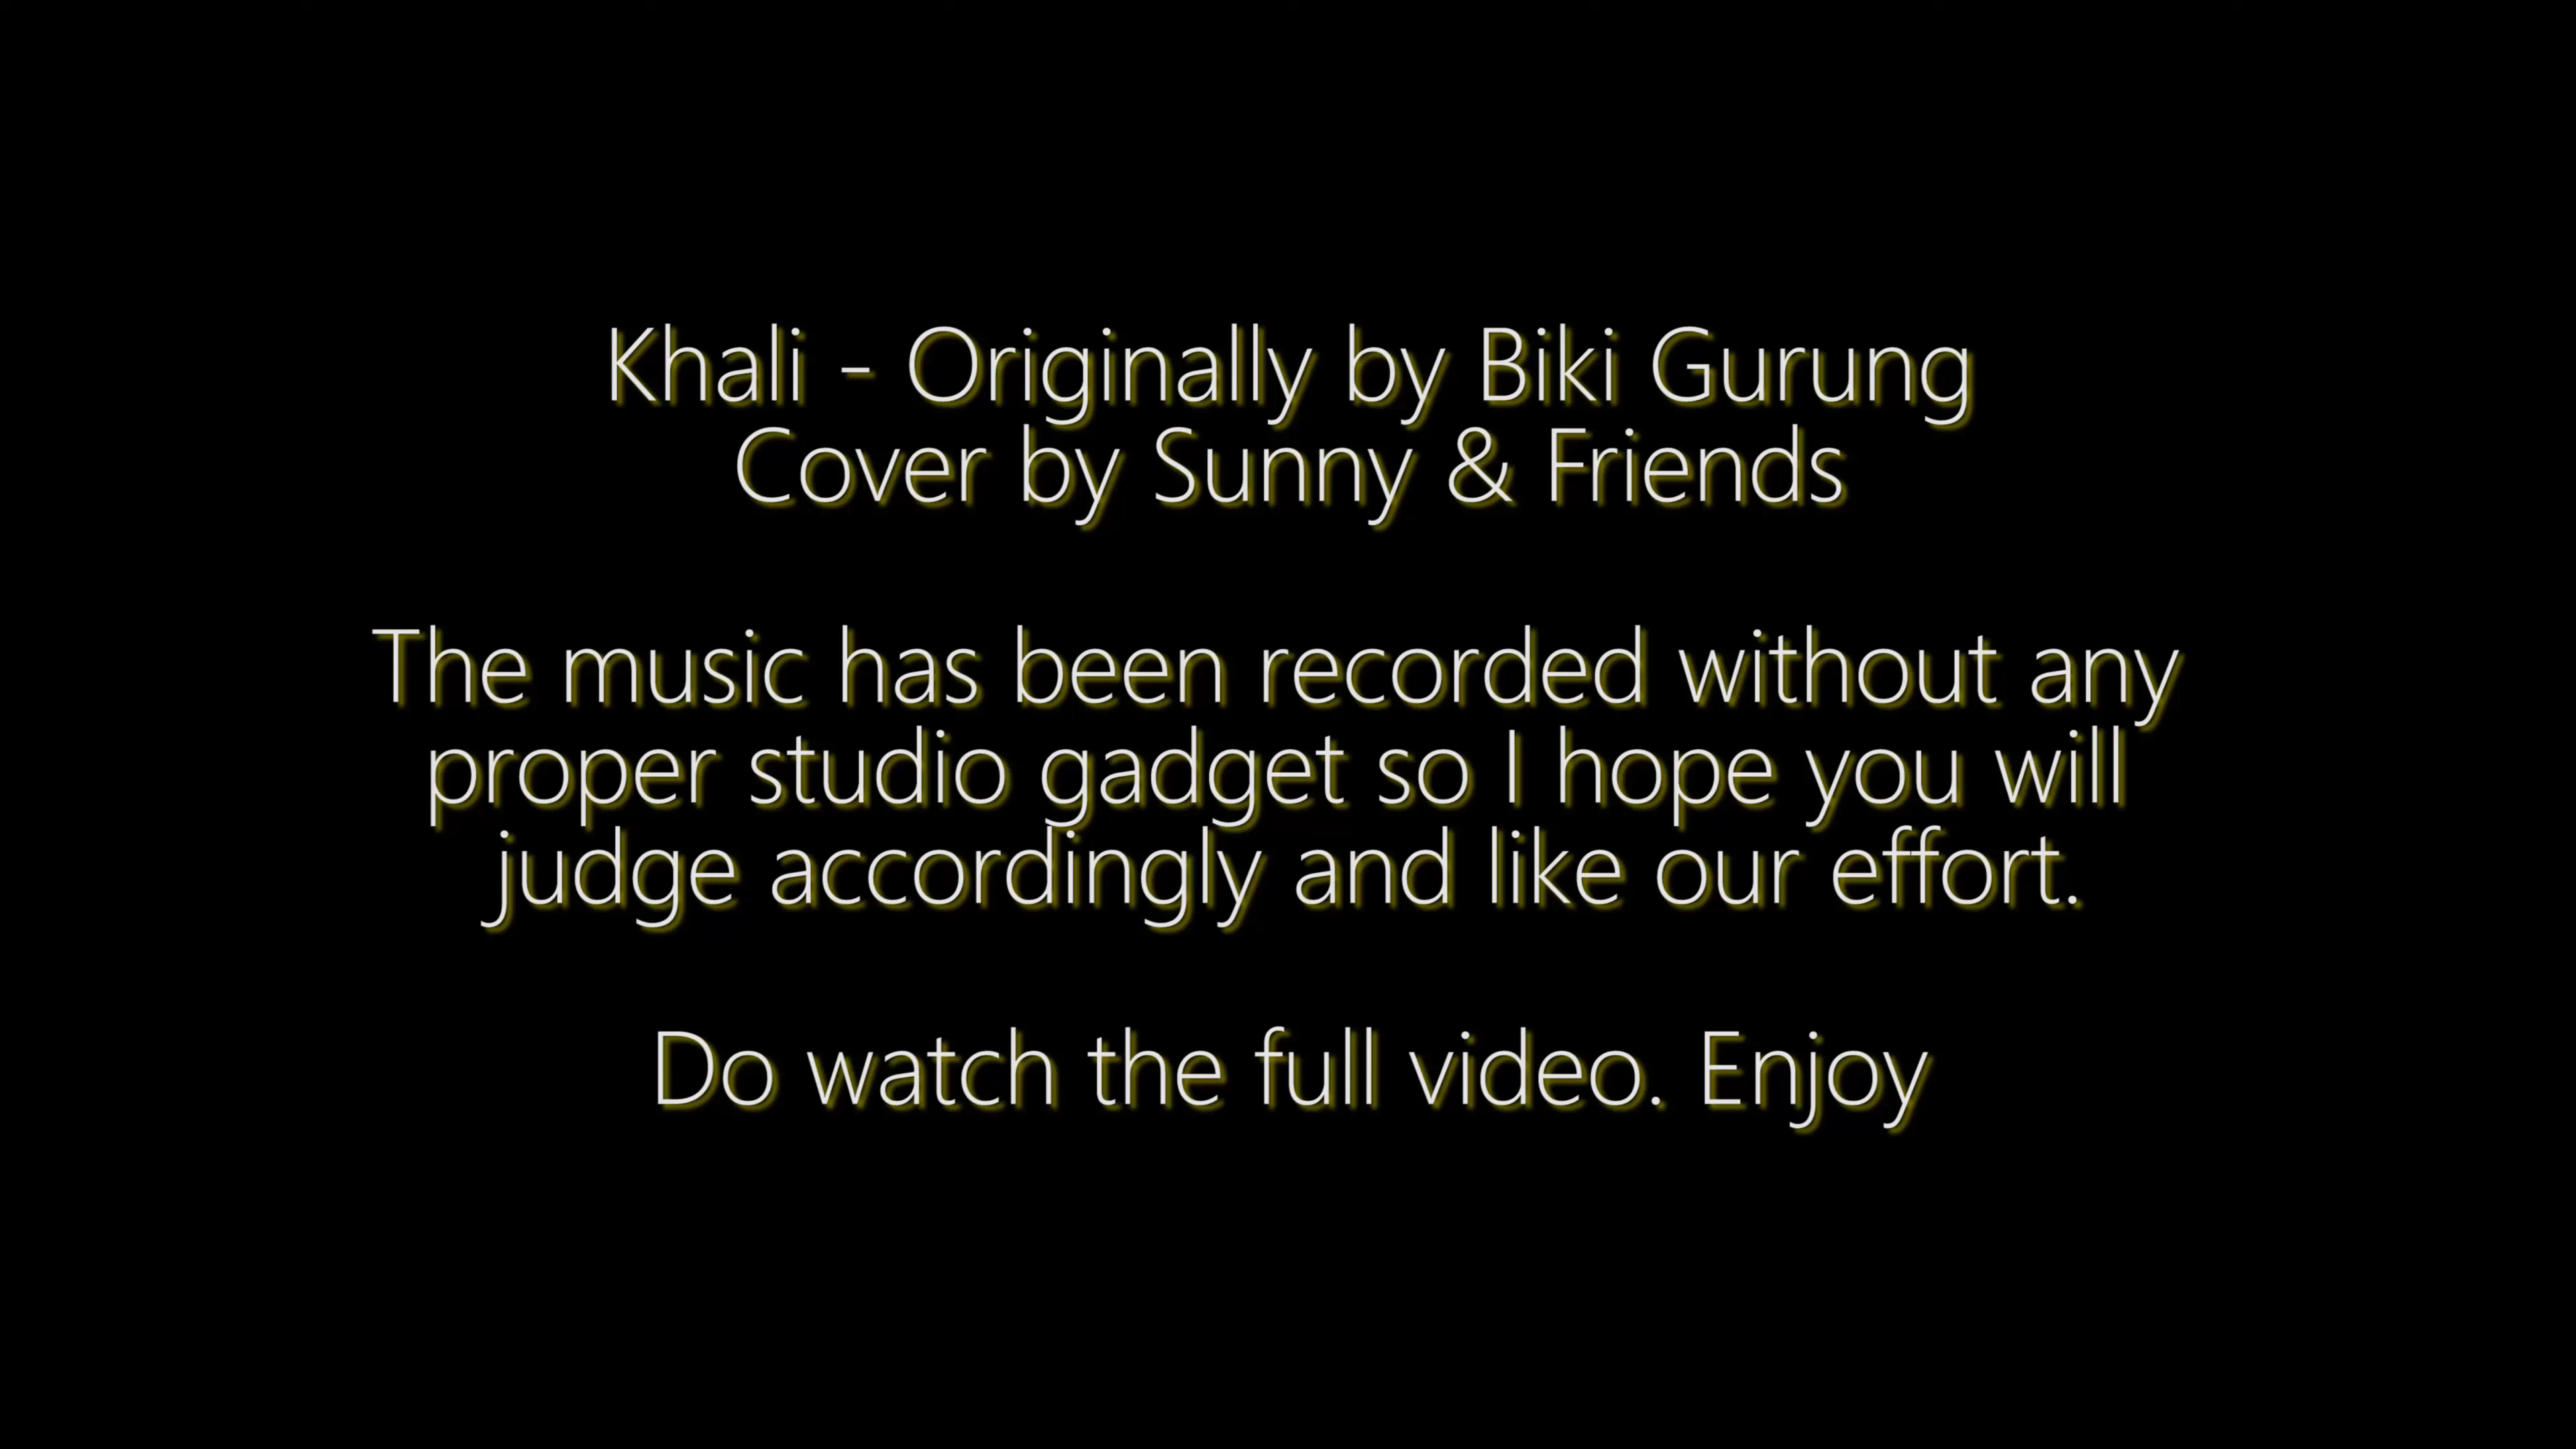 Khali - Originally by Biki Gurung
Cover by Sunny & Friends
The music has been recorded without any
proper studio gadget so I hope you will
judge accordingly and like our effort.
Do watch the full video. Enjoy